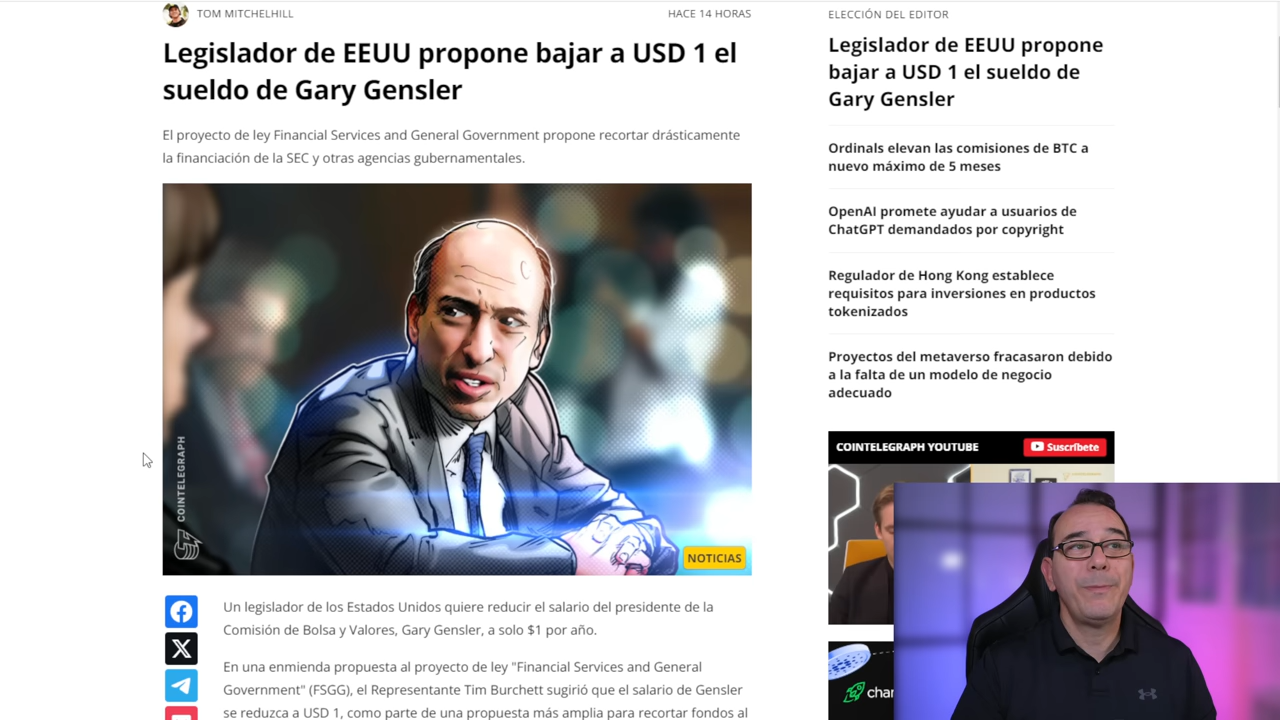 TOM MITCHELHILL
HACE 14 HORAS
Legislador de EEUU propone bajar a USD 1 el
sueldo de Gary Gensler
El proyecto de ley Financial Services and General Government propone recortar drásticamente
la financiación de la SEC y otras agencias gubernamentales.
COINTELEGRAPH
NOTICIAS
Un legislador de los Estados Unidos quiere reducir el salario del presidente de la
Comisión de Bolsa y Valores, Gary Gensler, a solo $1 por año.
En una enmienda propuesta al proyecto de ley "Financial Services and General
Government" (FSGG), el Representante Tim Burchett sugirió que el salario de Gensler
se reduzca a USD 1, como parte de una propuesta más amplia para recortar fondos al
ELECCIÓN DEL EDITOR
Legislador de EEUU propone
bajar a USD 1 el sueldo de
Gary Gensler
Ordinals elevan las comisiones de BTC a
nuevo máximo de 5 meses
OpenAI promete ayudar a usuarios de
ChatGPT demandados por copyright
Regulador de Hong Kong establece
requisitos para inversiones en productos
tokenizados
Proyectos del metaverso fracasaron debido
a la falta de un modelo de negocio
adecuado
COINTELEGRAPH YOUTUBE
Suscríbete